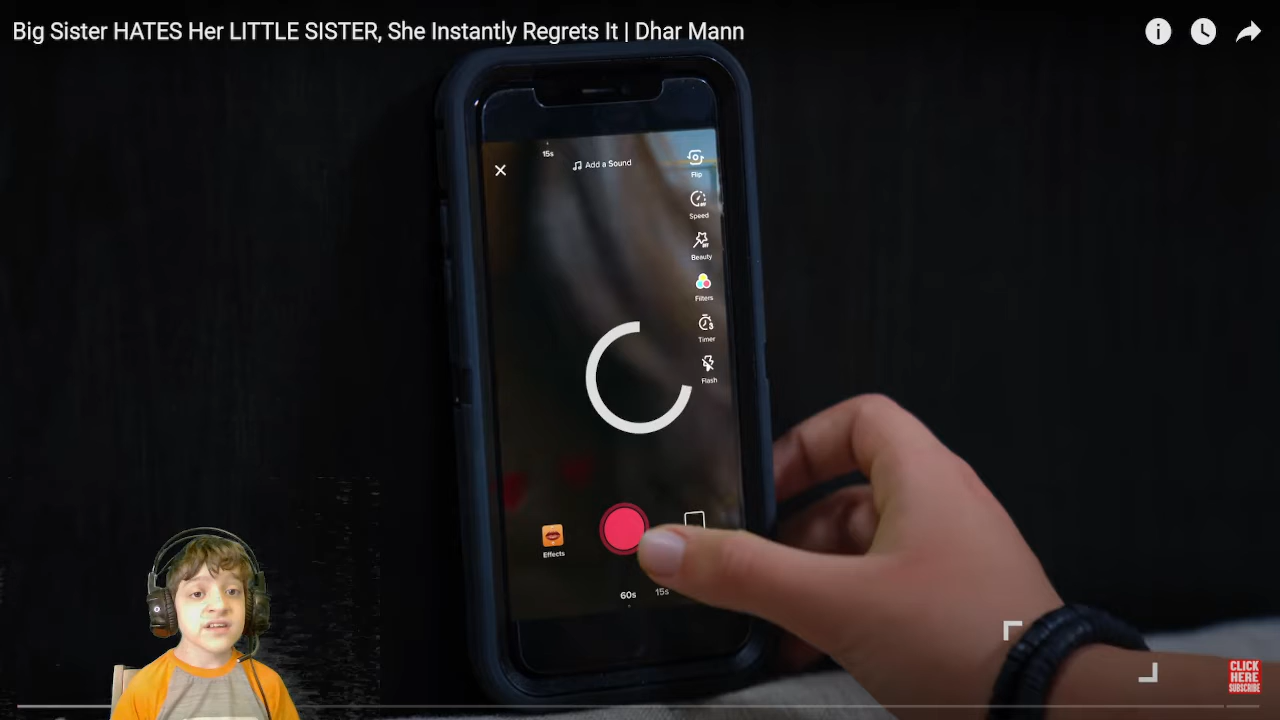 Big Sister HATES Her LITTLE SISTER, She Instantly Regrets It | Dhar Mann
15s
Add a Sound
Flip
Speed
Beauty
Filters
Timer
3
Flash
Effects
60s 15s
CLICK
HERE
SUBSCRIBE